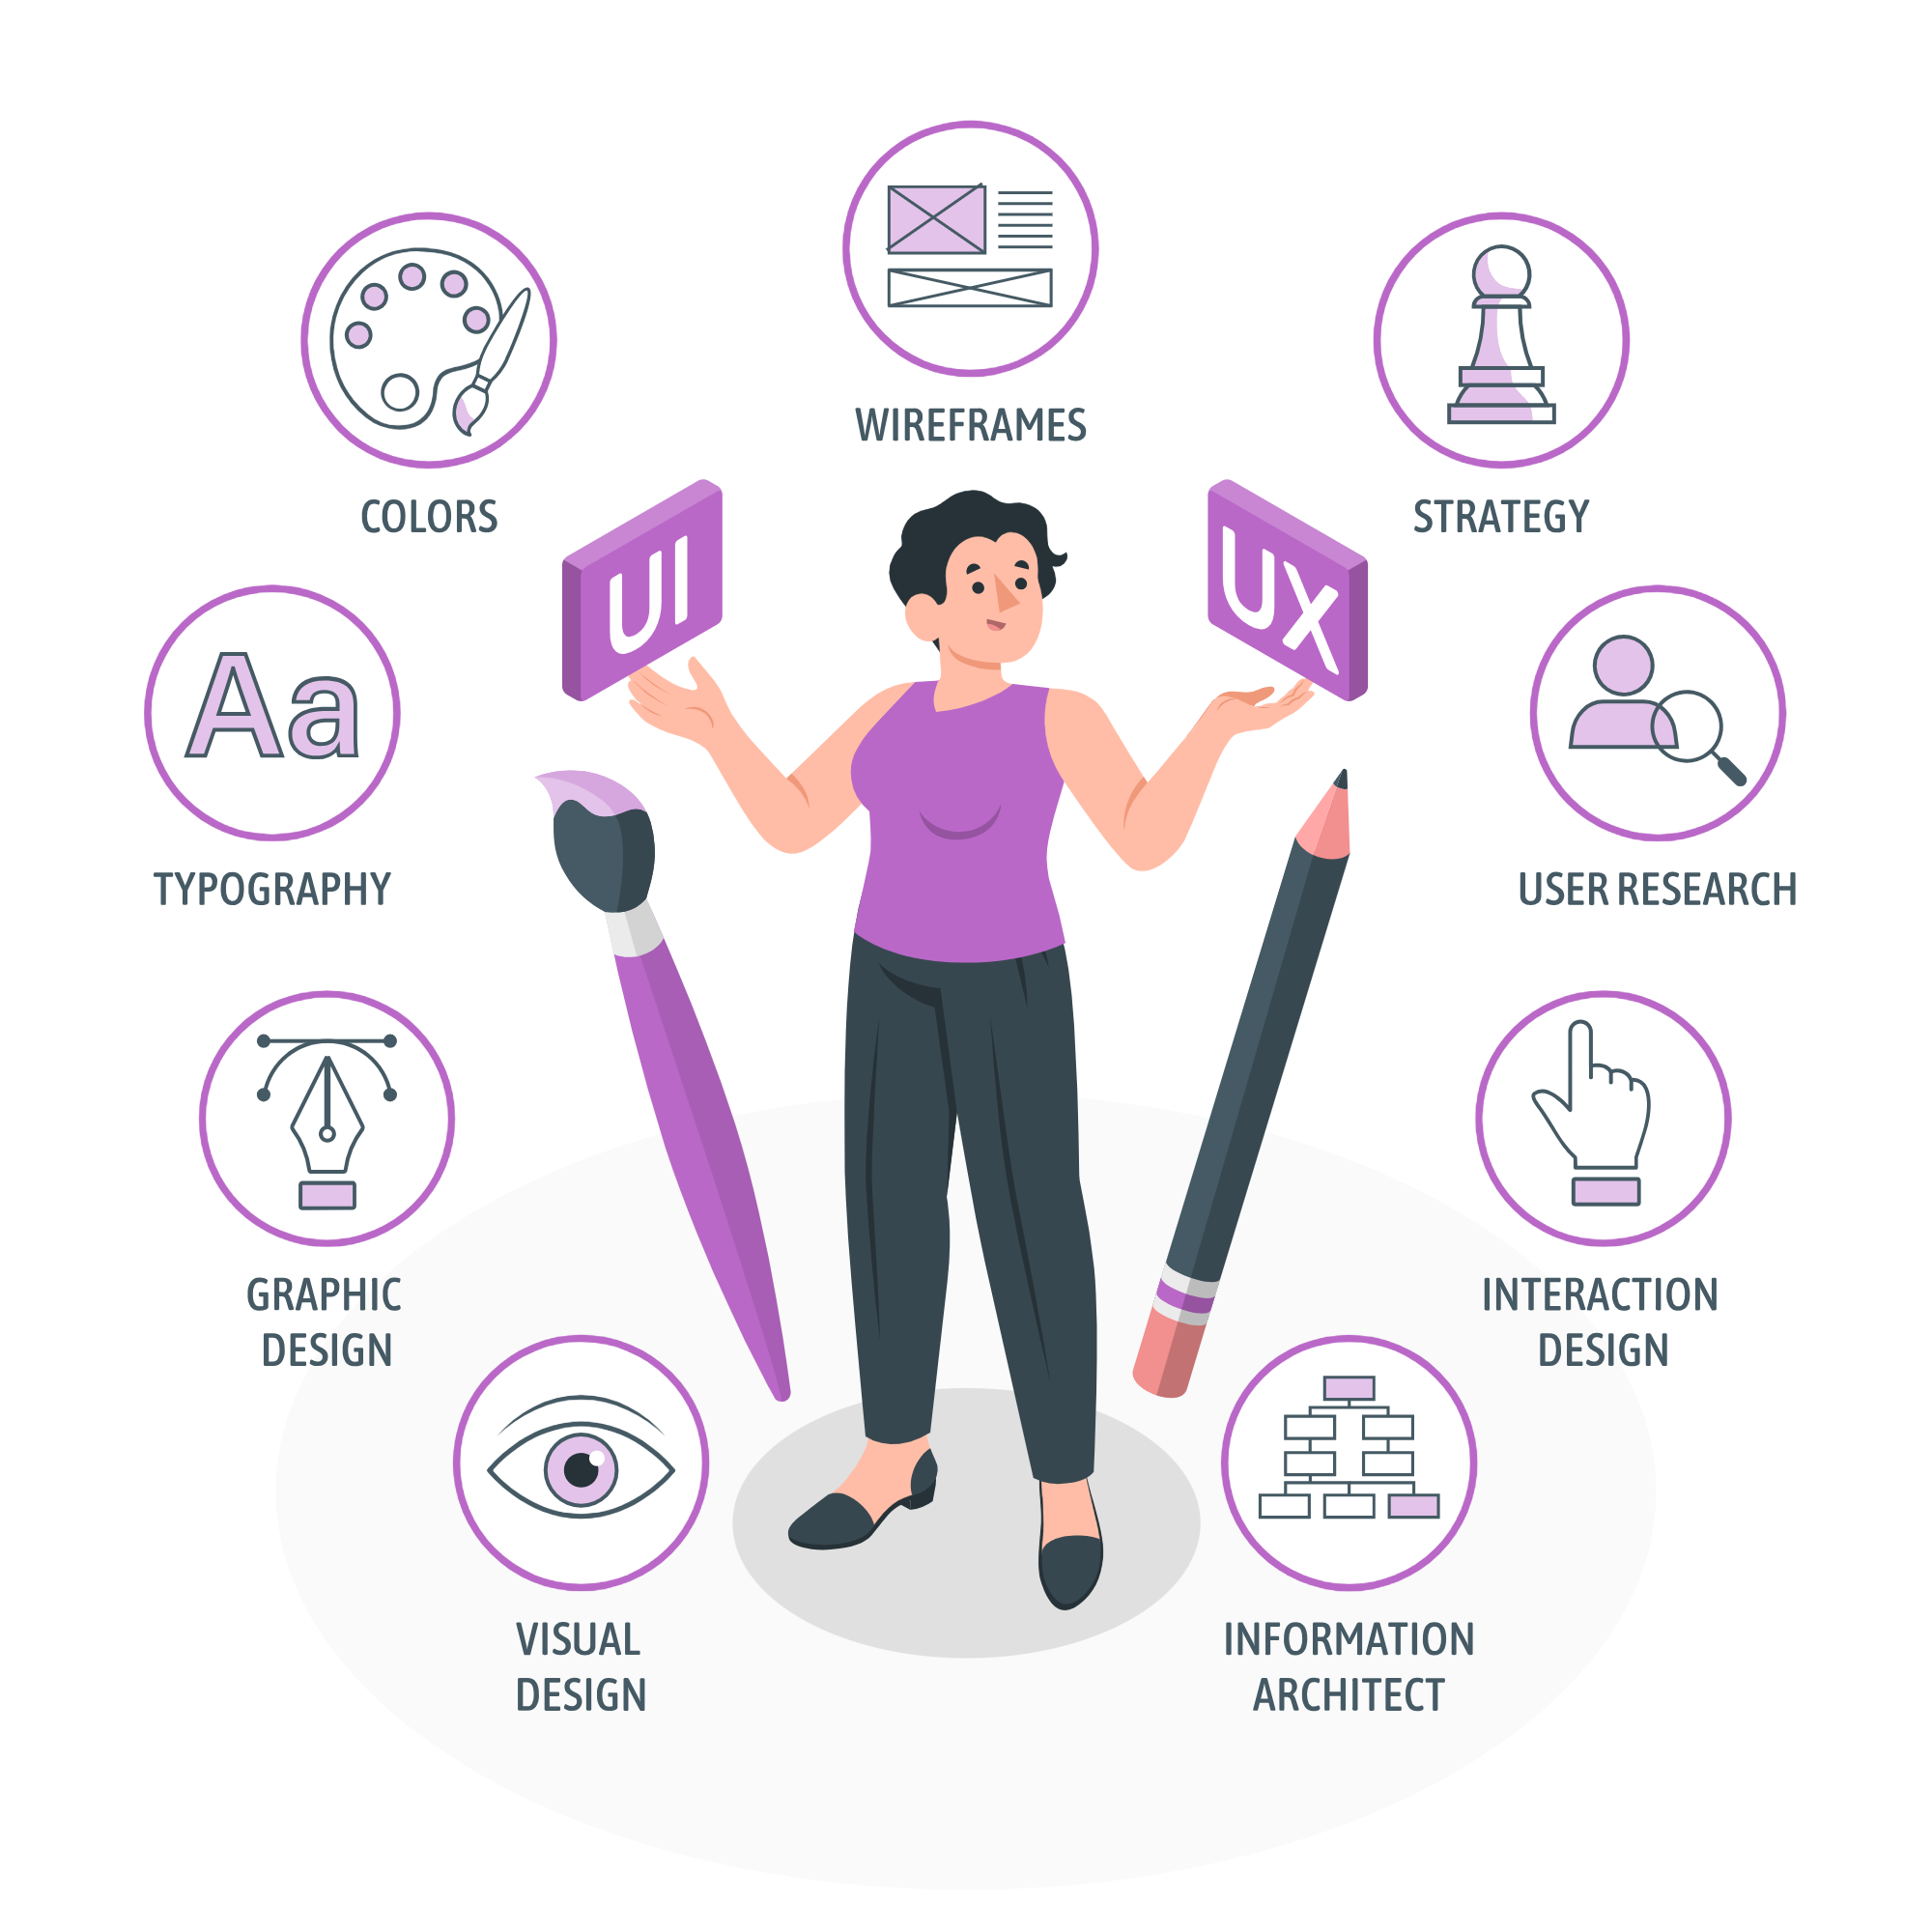 WIREFRAMES
COLORS
STRATEGY
UI
UX
Aa
TYPOGRAPHY
USER RESEARCH
GRAPHIC
DESIGN
INTERACTION
DESIGN
VISUAL
DESIGN
INFORMATION
ARCHITECT